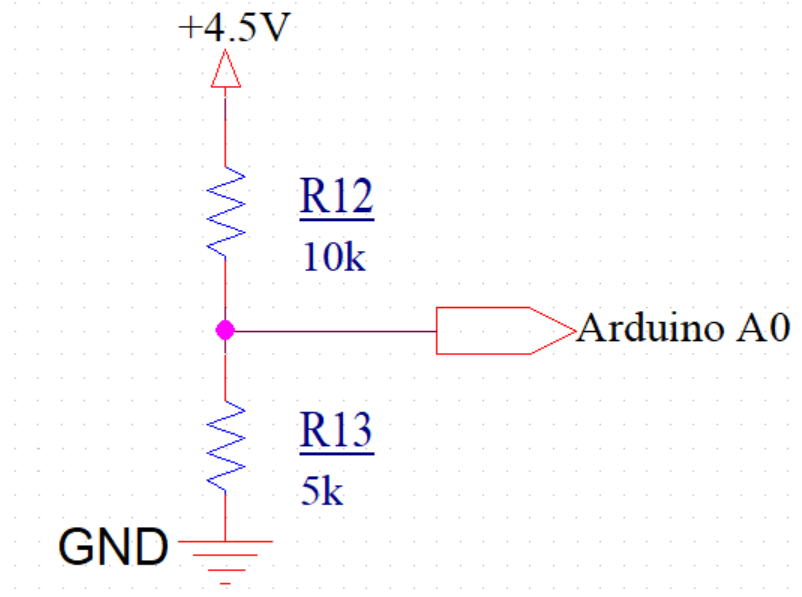 +4.5V
R12
10k
Arduino A0
R13
5k
GND